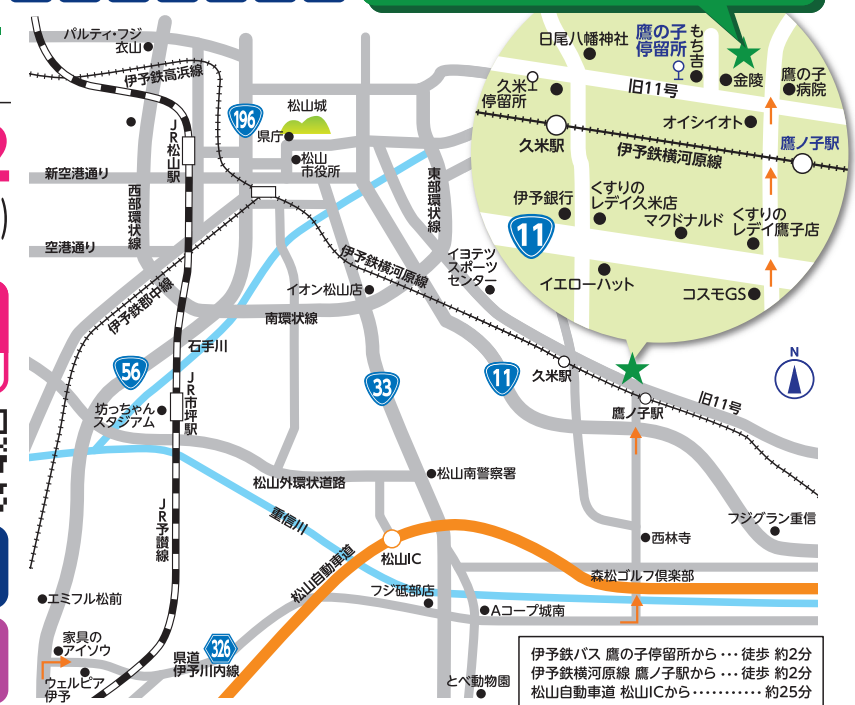 パルティ・フジ
衣山
伊予鉄高浜線
196
松山城
県庁
松山
市役所
JR松山駅
新空港通り
西部環状線
空港通り
東部環状線
伊予鉄郡中線
伊予鉄横河原線
イヨテツ
スポーツ
センター
イオン松山店
南環状線
石手川
56
33
11
久米駅
鷹ノ子駅
旧11号
N
坊っちゃん
スタジアム
JR市坪駅
松山外環状道路
松山南警察署
重信川
JR予讃線
松山IC
松山自動車道
西林寺
フジグラン重信
森松ゴルフ倶楽部
フジ砥部店
Aコープ城南
エミフル松前
家具の
アイソウ
ウェルピア
伊予
県道
伊予川内線
326
とべ動物園
日尾八幡神社
鷹の子
停留所
もち吉
金陵
鷹の子
病院
久米
停留所
旧11号
オイシイオト
久米駅
伊予鉄横河原線
鷹ノ子駅
伊予銀行
くすりの
レディ久米店
マクドナルド
くすりの
レディ鷹子店
11
イエローハット
コスモGS
伊予鉄バス 鷹の子停留所から…徒歩 約2分
伊予鉄横河原線 鷹ノ子駅から…徒歩 約2分
松山自動車道 松山ICから…………約25分